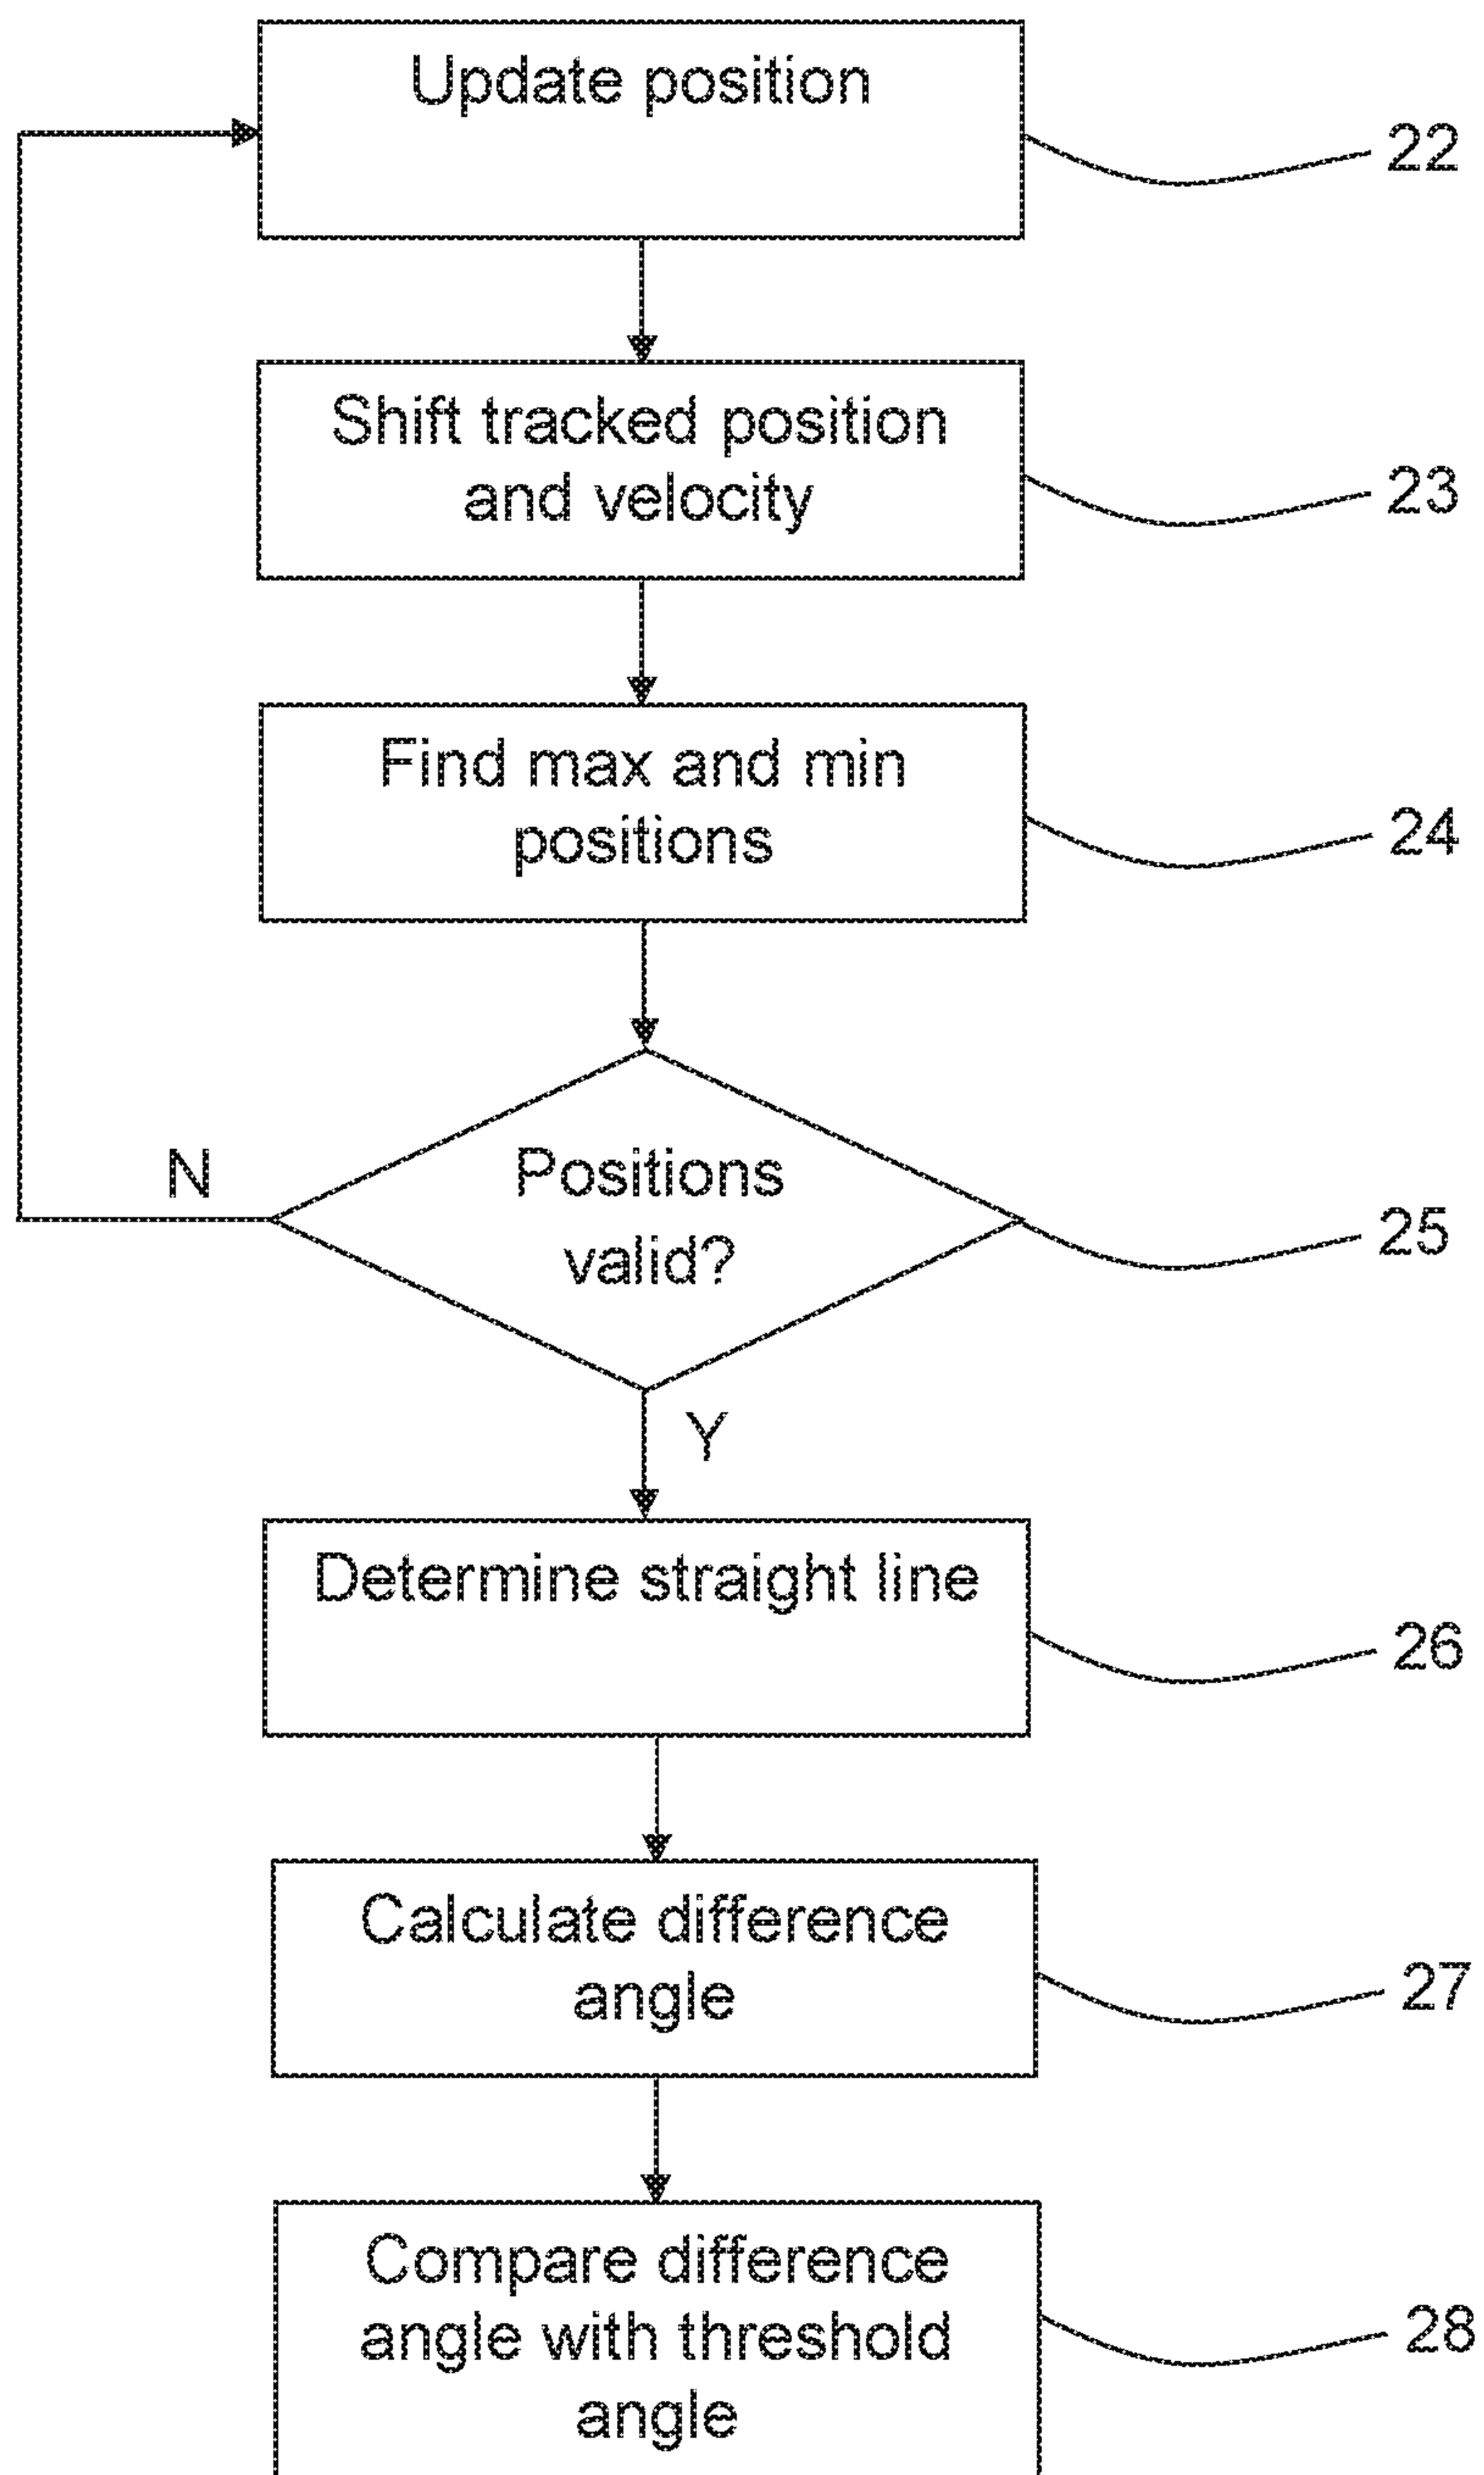 Update position
22
Shift tracked position
and velocity
23
Find max and min
positions
24
N
Positions
valid?
25
Y
Determine straight line
26
Calculate difference
angle
27
Compare difference
angle with threshold
angle
28